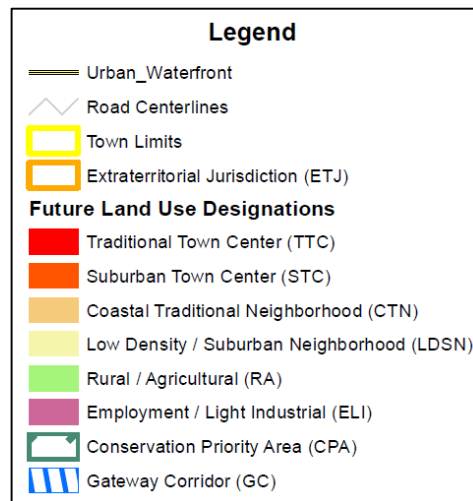 Legend
Urban_Waterfront
Road Centerlines
Town Limits
Extraterritorial Jurisdiction (ETJ)
Future Land Use Designations
Traditional Town Center (TTC)
Suburban Town Center (STC)
Coastal Traditional Neighborhood (CTN)
Low Density / Suburban Neighborhood (LDSN)
Rural / Agricultural (RA)
Employment / Light Industrial (ELI)
Conservation Priority Area (CPA)
Gateway Corridor (GC)